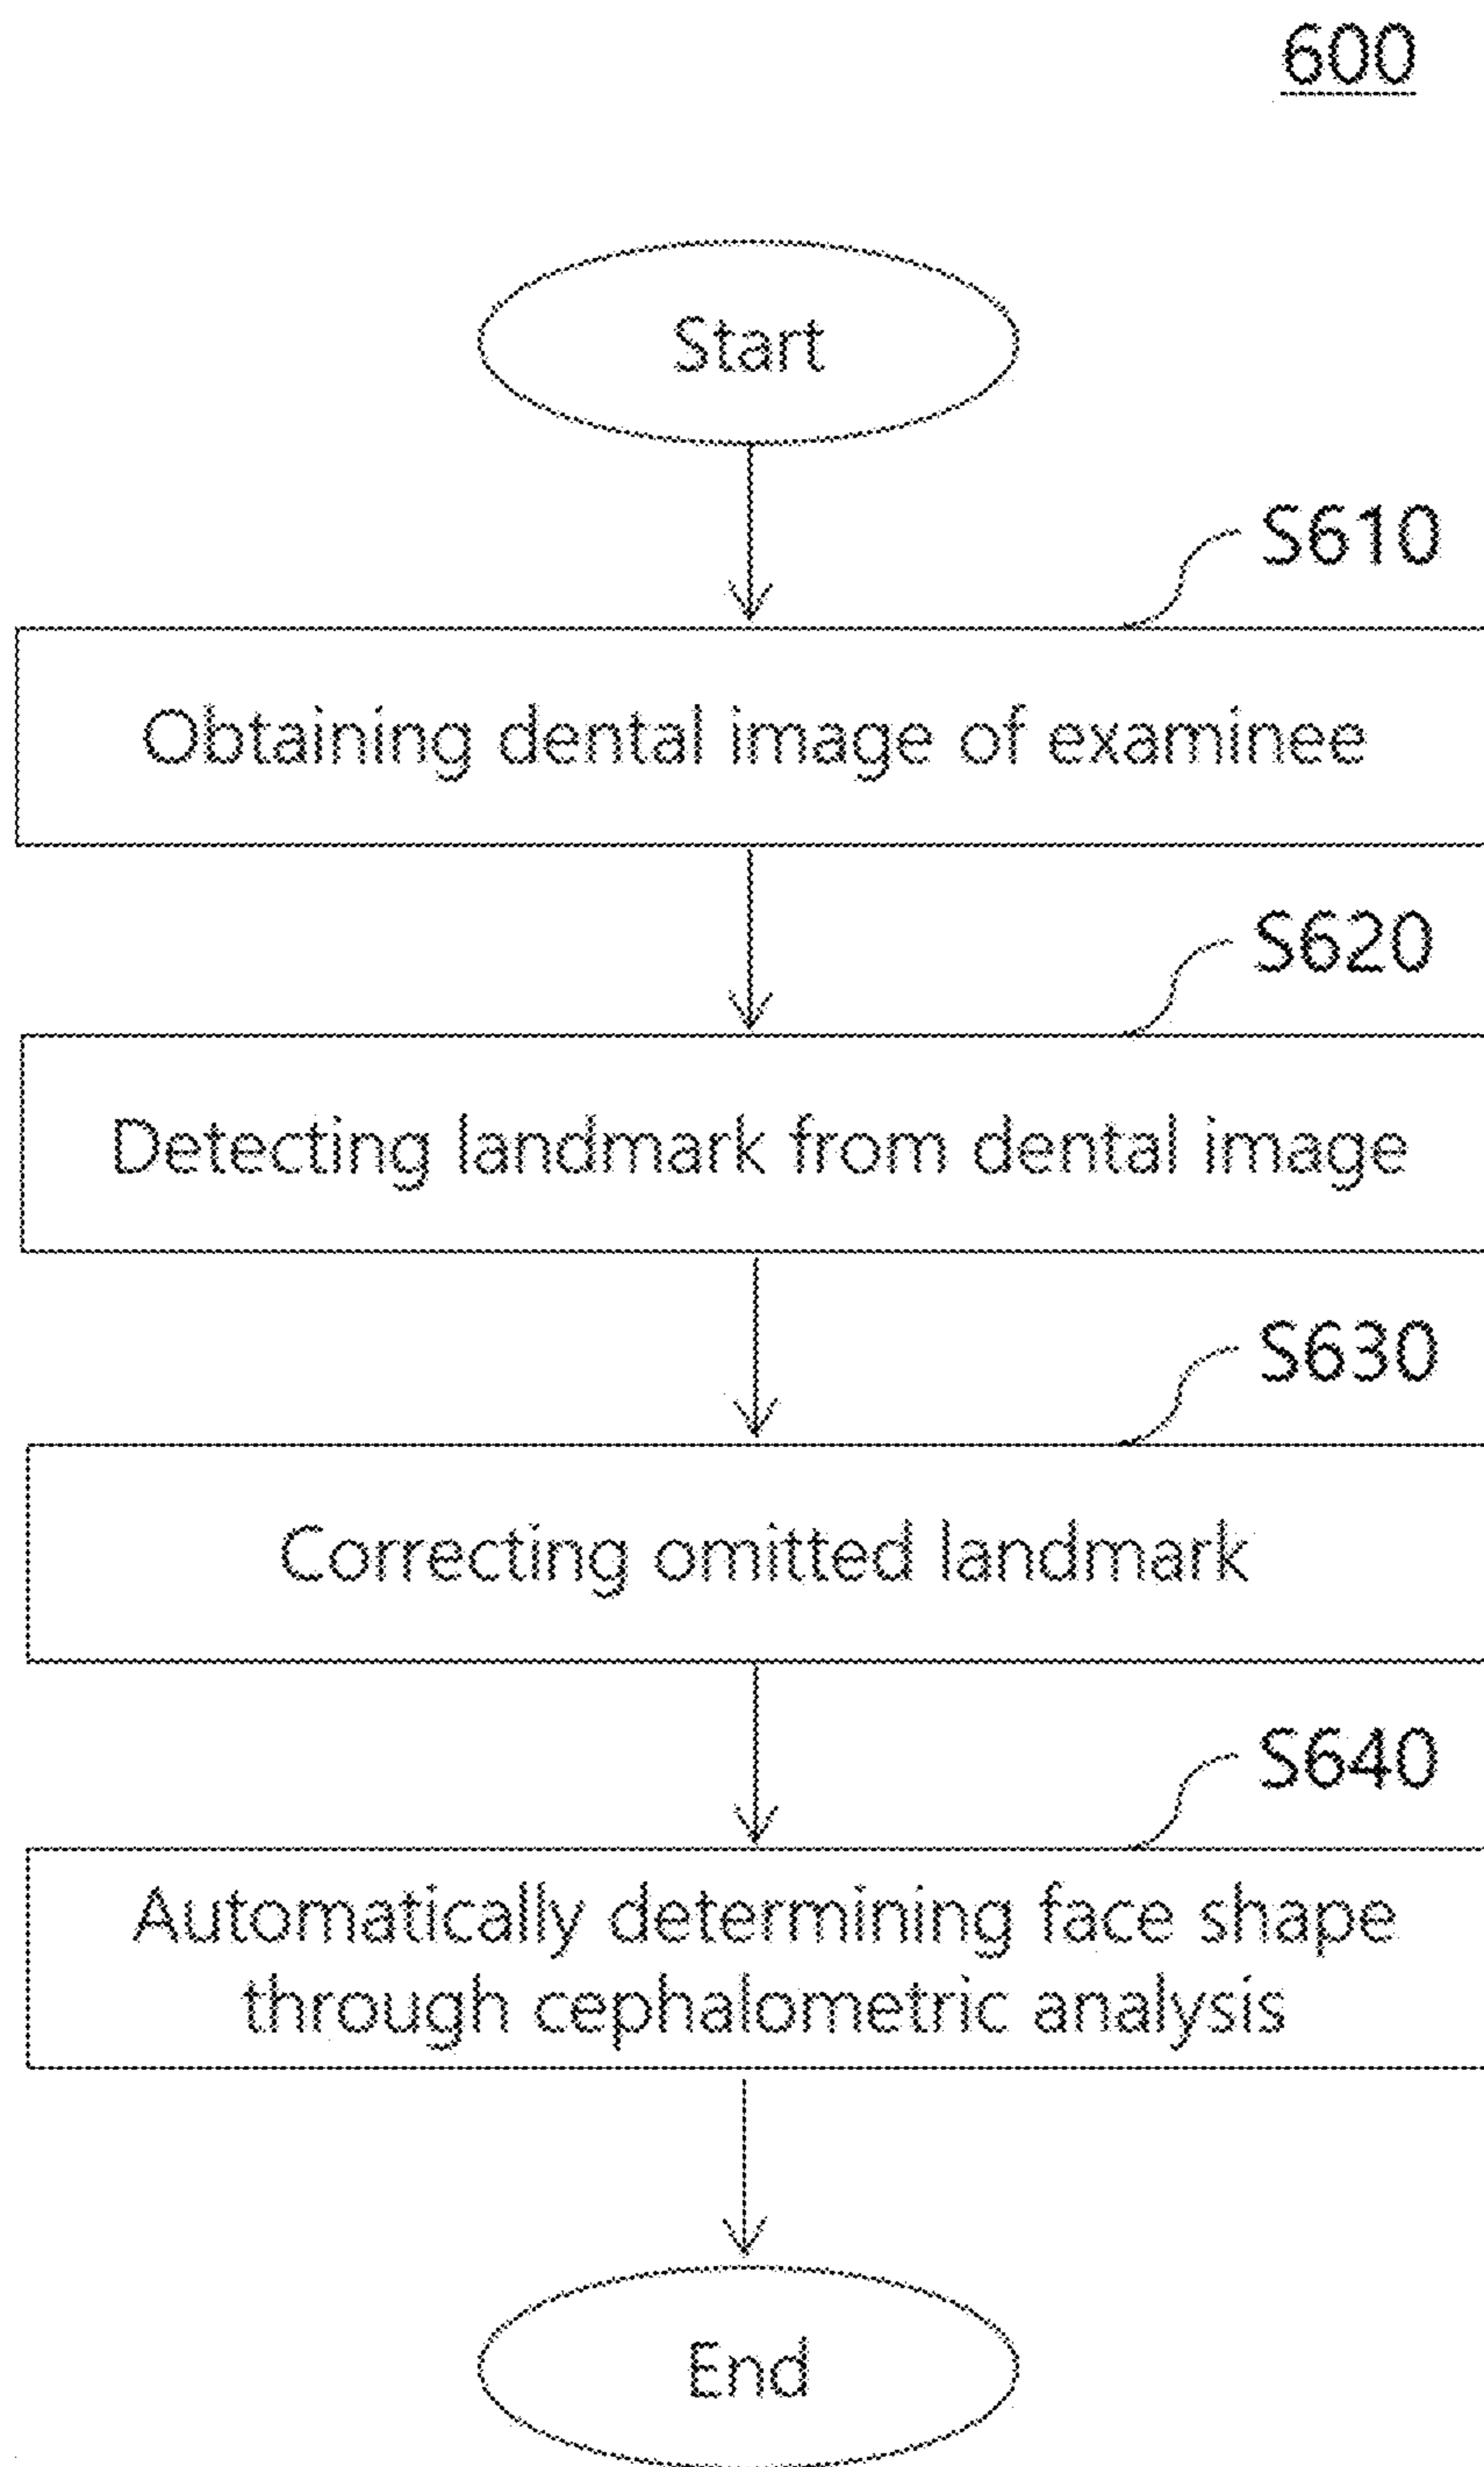 600
Start
S610
Obtaining dental image of examinee
S620
Detecting landmark from dental image
S630
Correcting omitted landmark
S640
Automatically determining face shape
through cephalometric analysis
End